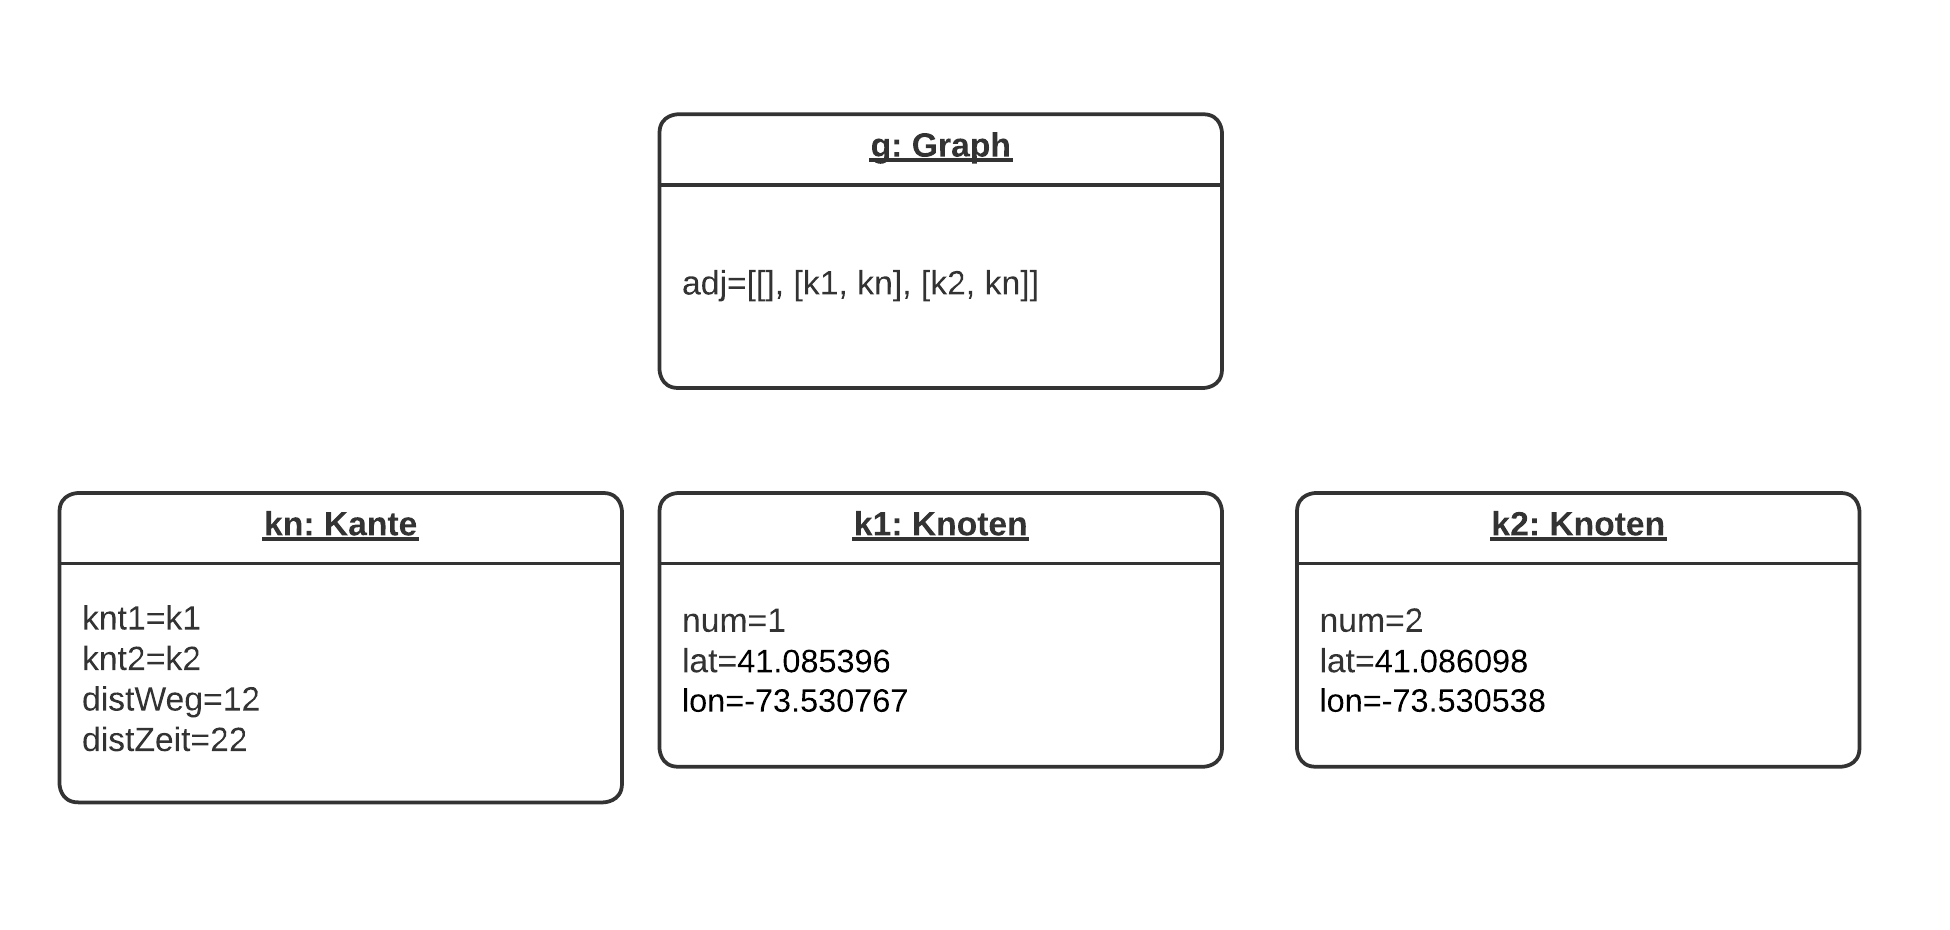 g: Graph
adj=[[], [k1, kn], [k2, kn]]
kn: Kante
knt1=k1
knt2=k2
distWeg=12
distZeit=22
k1: Knoten
num=1
lat=41.085396
lon=-73.530767
k2: Knoten
num=2
lat=41.086098
lon=-73.530538